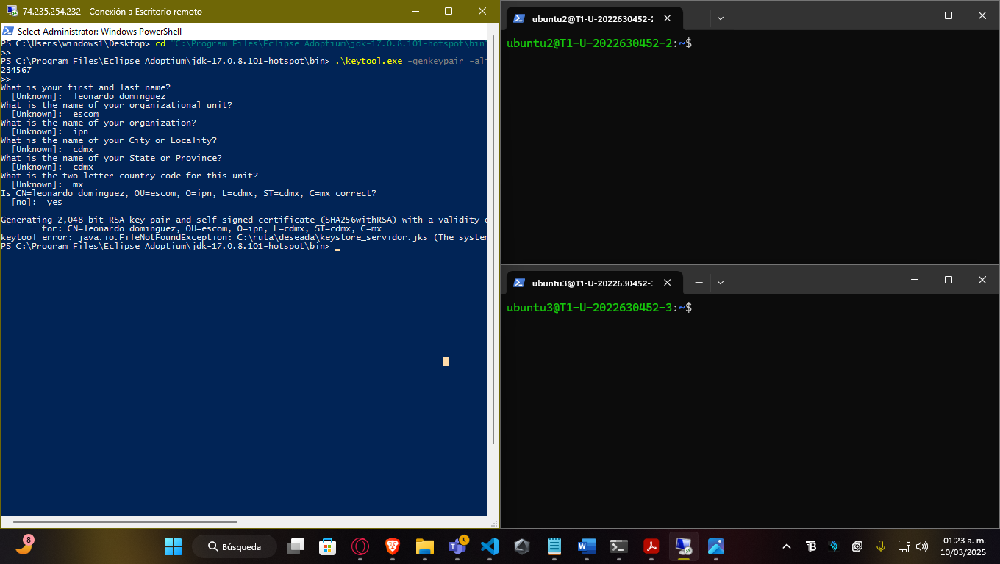 74.235.254.232 - Conexión a Escritorio remoto
Select Administrator: Windows PowerShell
PS C:\Users\windows1\Desktop> cd "C:\Program Files\Eclipse Adoptium\jdk-17.0.8.101-hotspot\bin
>>
PS C:\Program Files\Eclipse Adoptium\jdk-17.0.8.101-hotspot\bin> .\keytool.exe -genkeypair -ali
234567
>>
What is your first and last name?
[Unknown]: leonardo dominguez
What is the name of your organizational unit?
[Unknown]: escom
What is the name of your organization?
[Unknown]: ipn
What is the name of your City or Locality?
[Unknown]: cdmx
What is the name of your State or Province?
[Unknown]: cdmx
What is the two-letter country code for this unit?
[Unknown]: mx
Is CN=leonardo dominguez, OU=escom, O=ipn, L=cdmx, ST=cdmx, C=mx correct?
[no]: yes
Generating 2,048 bit RSA key pair and self-signed certificate (SHA256withRSA) with a validity o
for: CN=leonardo dominguez, OU=escom, O=ipn, L=cdmx, ST=cdmx, C=mx
keytool error: java.io.FileNotFoundException: C:\ruta\deseada\keystore_servidor.jks (The system
PS C:\Program Files\Eclipse Adoptium\jdk-17.0.8.101-hotspot\bin>
ubuntu2@T1-U-2022630452-2
ubuntu2@T1-U-2022630452-2:~$
ubuntu3@T1-U-2022630452-3
ubuntu3@T1-U-2022630452-3:~$
8
Búsqueda
01:23 a. m.
10/03/2025